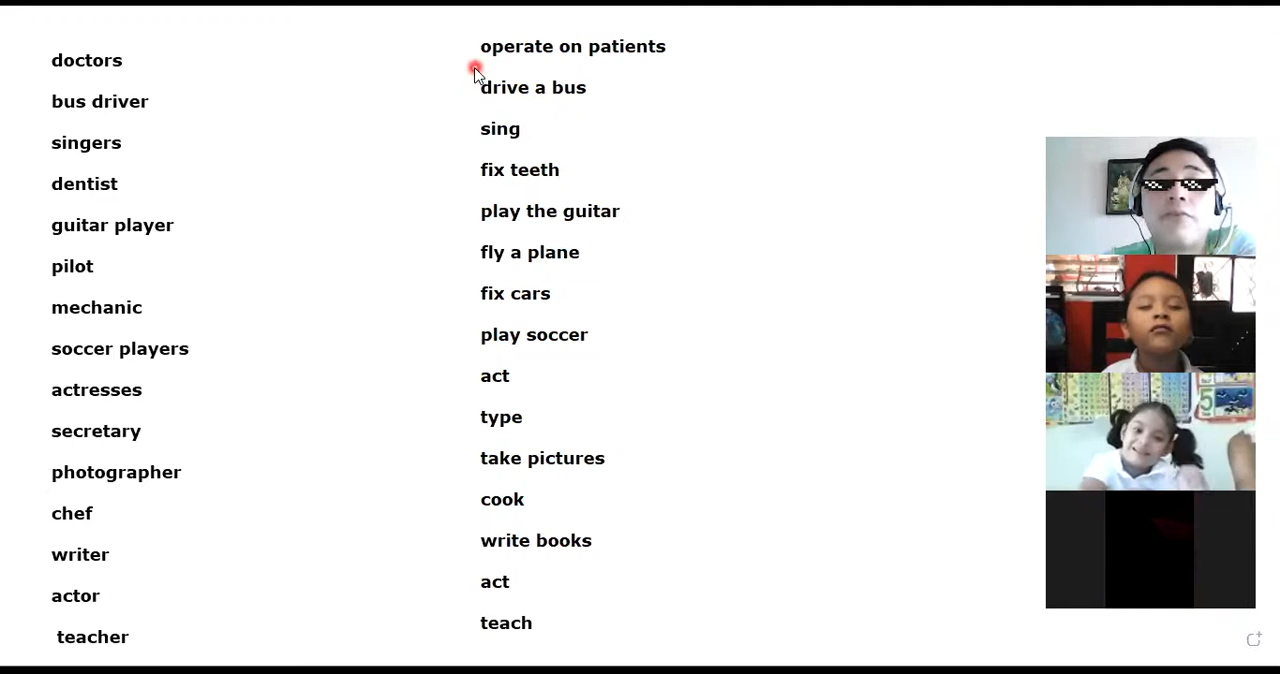 doctors
bus driver
singers
dentist
guitar player
pilot
mechanic
soccer players
actresses
secretary
photographer
chef
writer
actor
teacher
operate on patients
drive a bus
sing
fix teeth
play the guitar
fly a plane
fix cars
play soccer
act
type
take pictures
cook
write books
act
teach
5